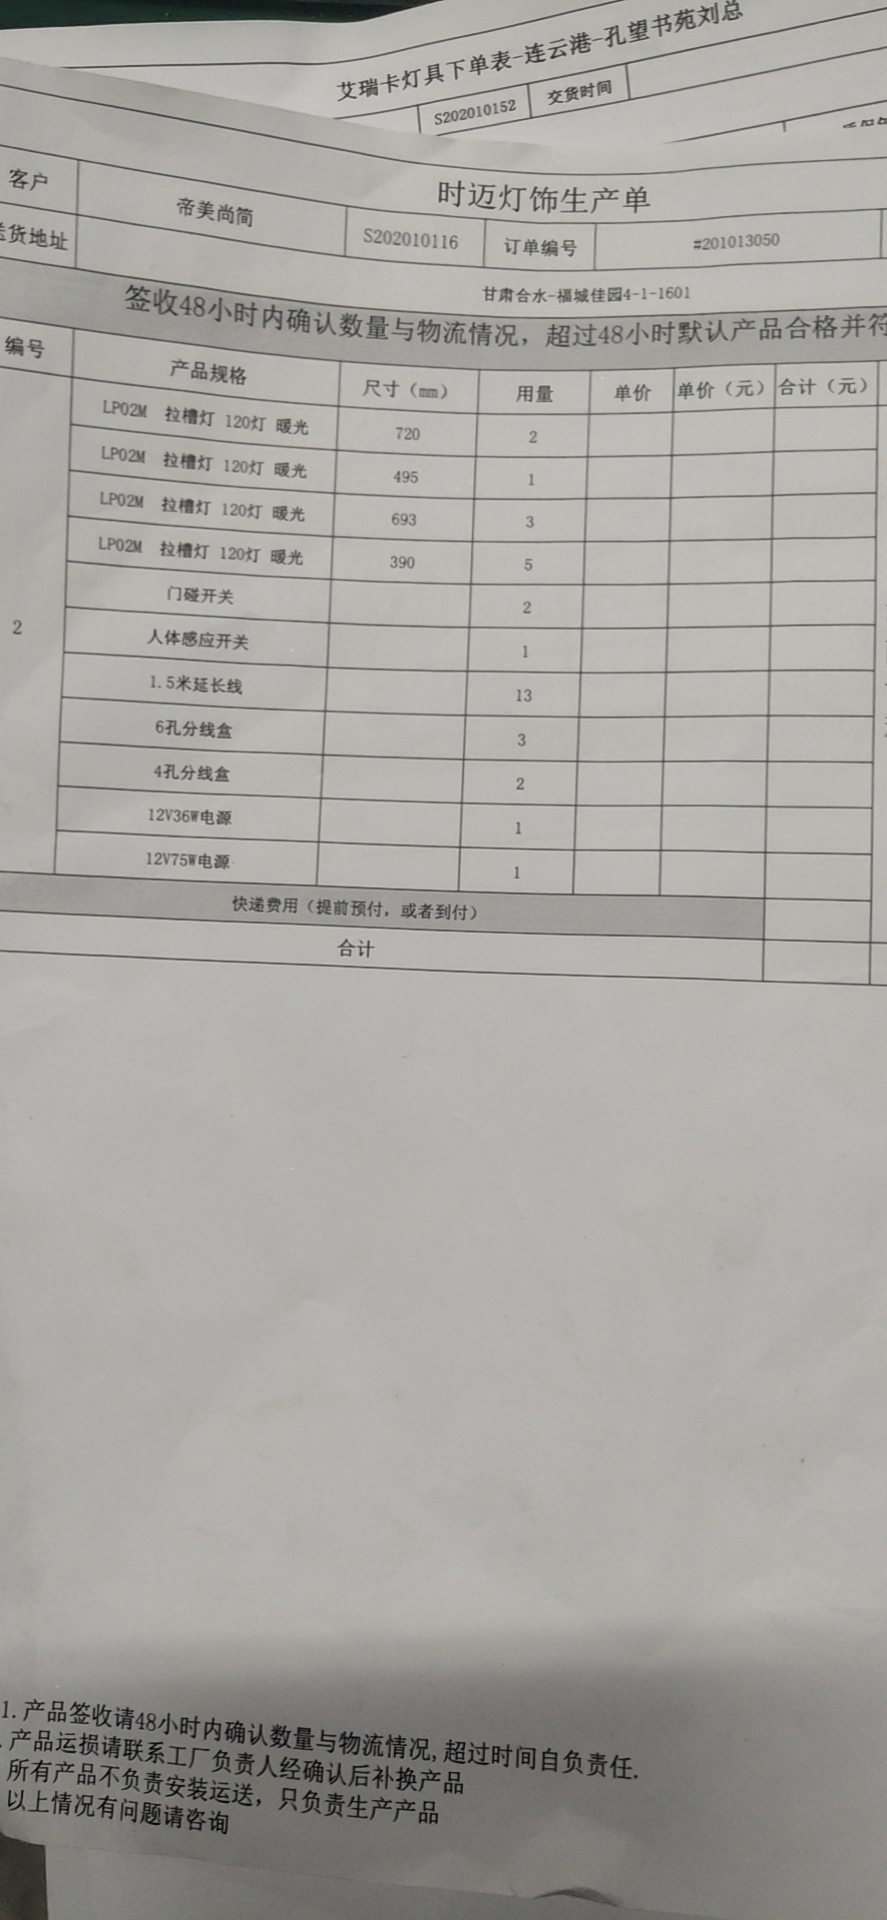 艾瑞卡灯具下单表-连云港-孔望书苑刘总
S202010152 交货时间
时迈灯饰生产单
客户 帝美尚简 S202010116 订单编号 #201013050
货地址 甘肃合水-福城佳园4-1-1601
签收48小时内确认数量与物流情况，超过48小时默认产品合格并符
编号 产品规格 尺寸（mm） 用量 单价 单价（元） 合计（元）
LP02M 拉槽灯 120灯 暖光 720 2
LP02M 拉槽灯 120灯 暖光 495 1
LP02M 拉槽灯 120灯 暖光 693 3
LP02M 拉槽灯 120灯 暖光 390 5
门碰开关 2
2 人体感应开关 1
1.5米延长线 13
6孔分线盒 3
4孔分线盒 2
12V36W电源 1
12V75W电源 1
快递费用（提前预付，或者到付）
合计
1.产品签收请48小时内确认数量与物流情况,超过时间自负责任.
.产品运损请联系工厂负责人经确认后补换产品
所有产品不负责安装运送，只负责生产产品
以上情况有问题请咨询